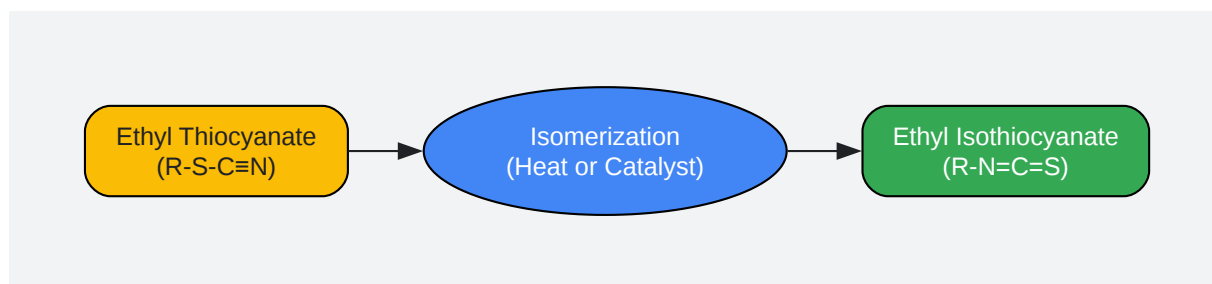 Ethyl Thiocyanate
(R-S-C≡N)
Isomerization
(Heat or Catalyst)
Ethyl Isothiocyanate
(R-N=C=S)